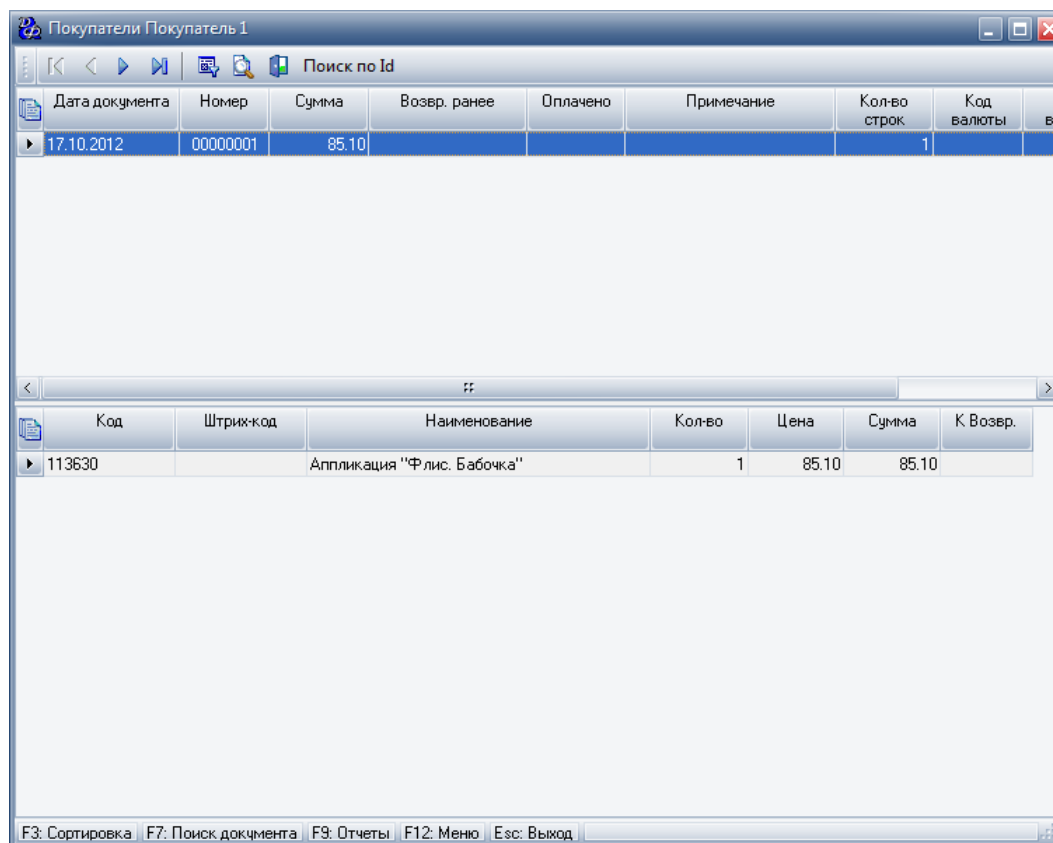 Покупатели Покупатель 1
Поиск по Id
Дата документа Номер Сумма Возвр. ранее Оплачено Примечание Кол-во строк Код валюты
17.10.2012 00000001 85.10 1
Код Штрих-код Наименование Кол-во Цена Сумма К Возвр.
113630 Аппликация "Флис. Бабочка" 1 85.10 85.10
F3: Сортировка F7: Поиск документа F9: Отчеты F12: Меню Esc: Выход